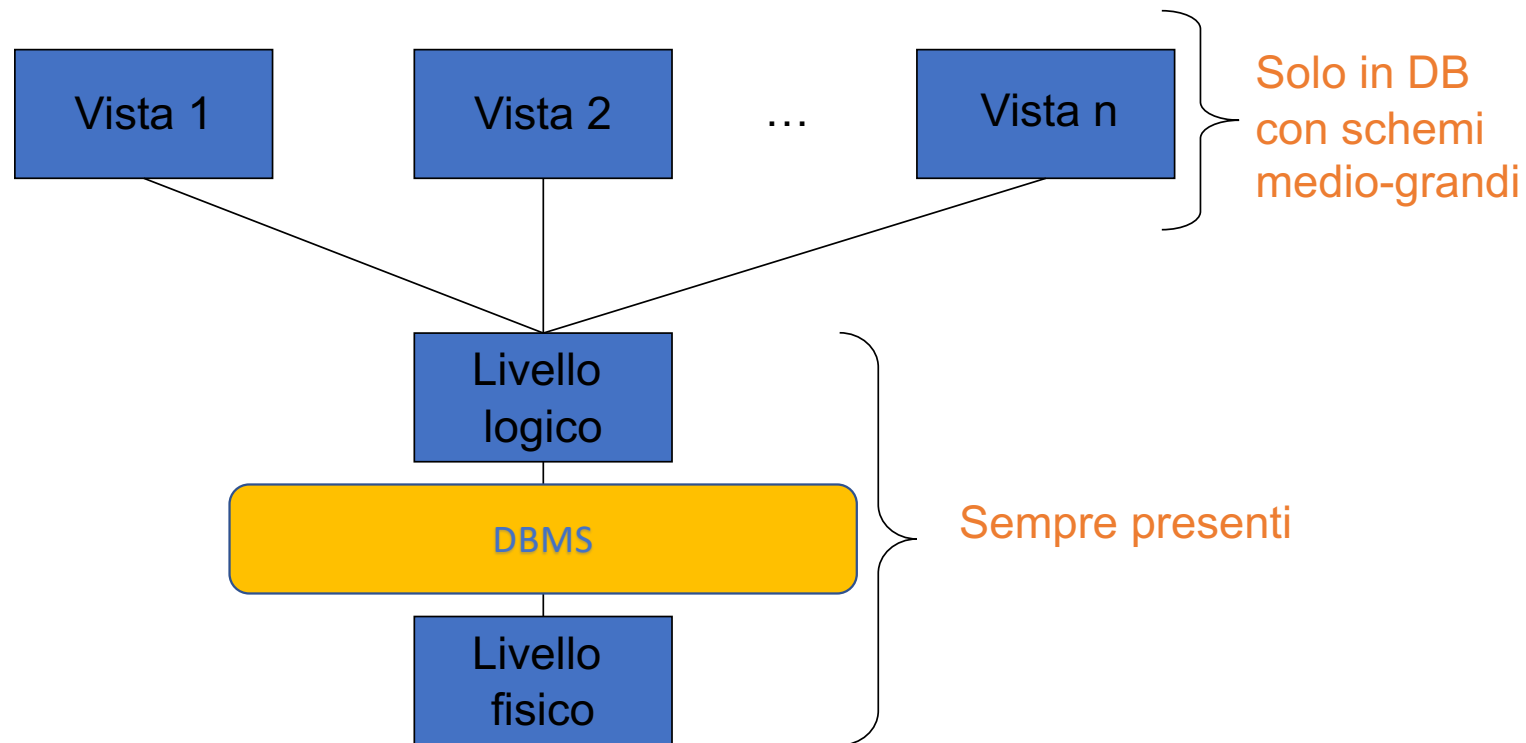 Vista 1
Vista 2
...
Vista n
Solo in DB
con schemi
medio-grandi
Livello
logico
DBMS
Sempre presenti
Livello
fisico